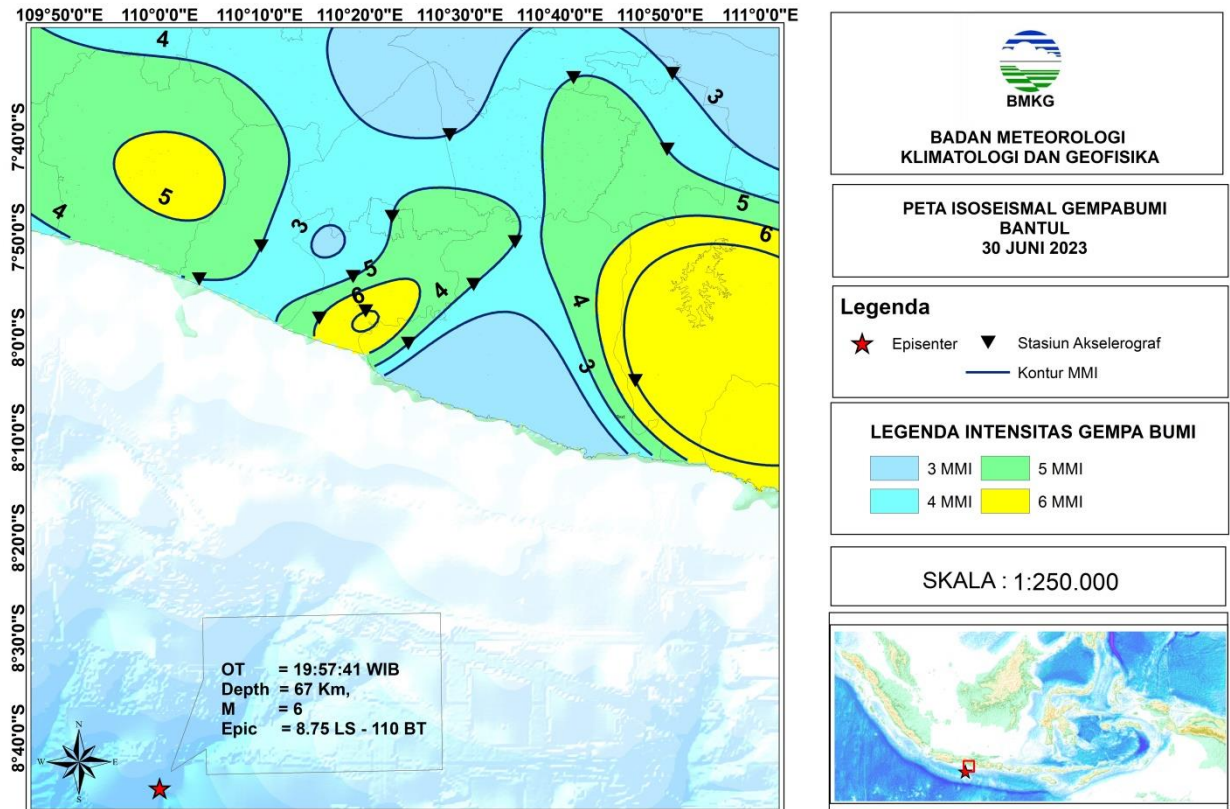 109°50'0"E 110°0'0"E 110°10'0"E 110°20'0"E 110°30'0"E 110°40'0"E 110°50'0"E 111°0'0"E
7°40'0"S
7°50'0"S
8°0'0"S
8°10'0"S
8°20'0"S
8°30'0"S
8°40'0"S
4
3
5
5
4
6
3
5
6
4
4
3
OT = 19:57:41 WIB
Depth = 67 Km,
M = 6
Epic = 8.75 LS - 110 BT
N
W E
S
BMKG
BADAN METEOROLOGI
KLIMATOLOGI DAN GEOFISIKA
PETA ISOSEISMAL GEMPABUMI
BANTUL
30 JUNI 2023
Legenda
Episenter Stasiun Akselerograf
Kontur MMI
LEGENDA INTENSITAS GEMPA BUMI
3 MMI 5 MMI
4 MMI 6 MMI
SKALA : 1:250.000